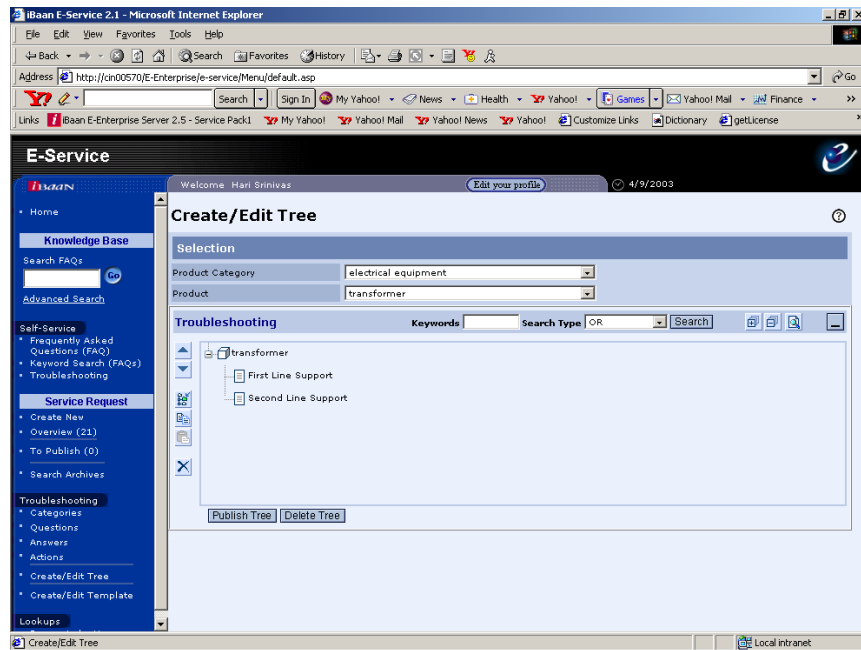 iBaan E-Service 2.1 - Microsoft Internet Explorer
File Edit View Favorites Tools Help
Back Search Favorites History
Address http://cin00570/E-Enterprise/e-service/Menu/default.asp Go
Y? Search Sign In My Yahoo! News Health Yahoo! Games Yahoo! Mail Finance »
Links iBaan E-Enterprise Server 2.5 - Service Pack1 My Yahoo! Yahoo! Mail Yahoo! News Yahoo! Customize Links Dictionary getLicense »
E-Service
iBaan
Welcome Hari Srinivas Edit your profile 4/9/2003
Home
Knowledge Base
Search FAQs
Go
Advanced Search
Self-Service
Frequently Asked
Questions (FAQ)
Keyword Search (FAQs)
Troubleshooting
Service Request
Create New
Overview (21)
To Publish (0)
Search Archives
Troubleshooting
Categories
Questions
Answers
Actions
Create/Edit Tree
Create/Edit Template
Lookups
Create/Edit Tree
Selection
Product Category electrical equipment
Product transformer
Troubleshooting Keywords Search Type OR Search
transformer
First Line Support
Second Line Support
Publish Tree Delete Tree
Create/Edit Tree Local intranet